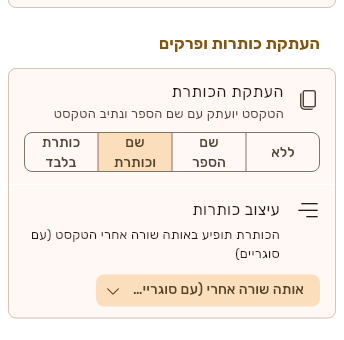 העתקת כותרות ופרקים
העתקת הכותרת
הטקסט יועתק עם שם הספר ונתיב הטקסט
ללא
שם
הספר
שם
וכותרת
כותרת
בלבד
עיצוב כותרות
הכותרת תופיע באותה שורה אחרי הטקסט (עם
סוגריים)
אותה שורה אחרי (עם סוגריי...